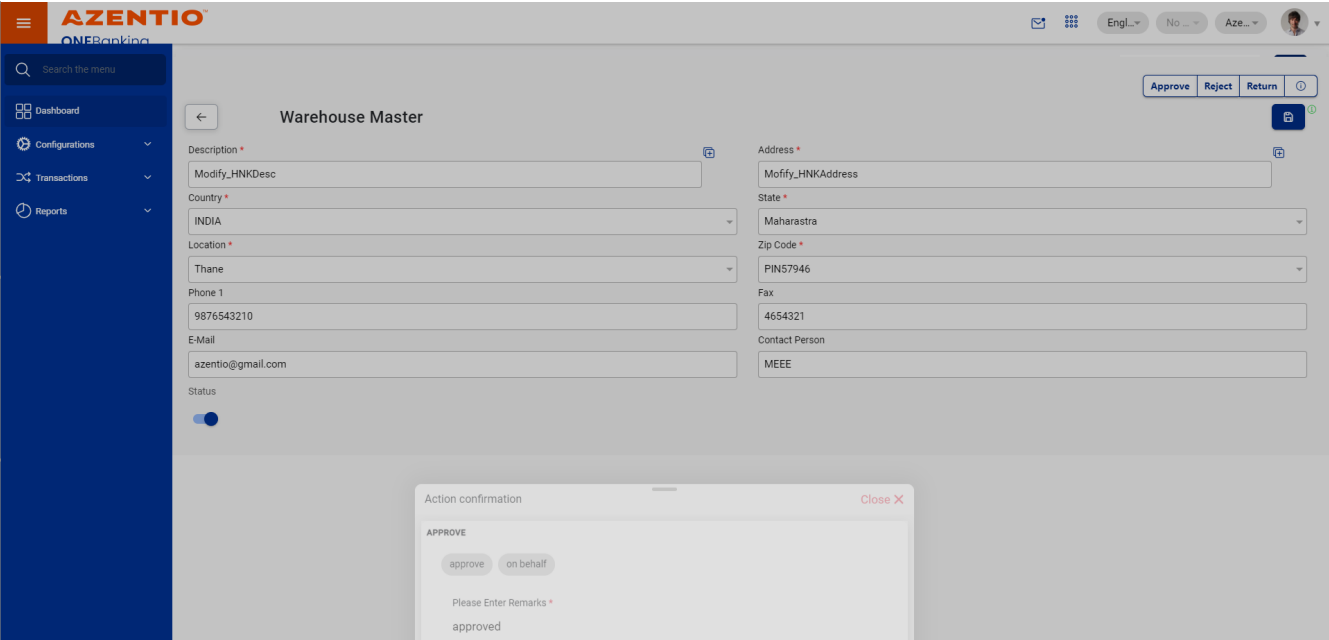 AZENTIO™
ONEBanking
Engl...
No ...
Aze...
Search the menu
Dashboard
Configurations
Transactions
Reports
Approve Reject Return
Warehouse Master
Description *
Modify_HNKDesc
Address *
Mofify_HNKAddress
Country *
INDIA
State *
Maharastra
Location *
Thane
Zip Code *
PIN57946
Phone 1
9876543210
Fax
4654321
E-Mail
azentio@gmail.com
Contact Person
MEEE
Status
Action confirmation
Close
APPROVE
approve
on behalf
Please Enter Remarks *
approved